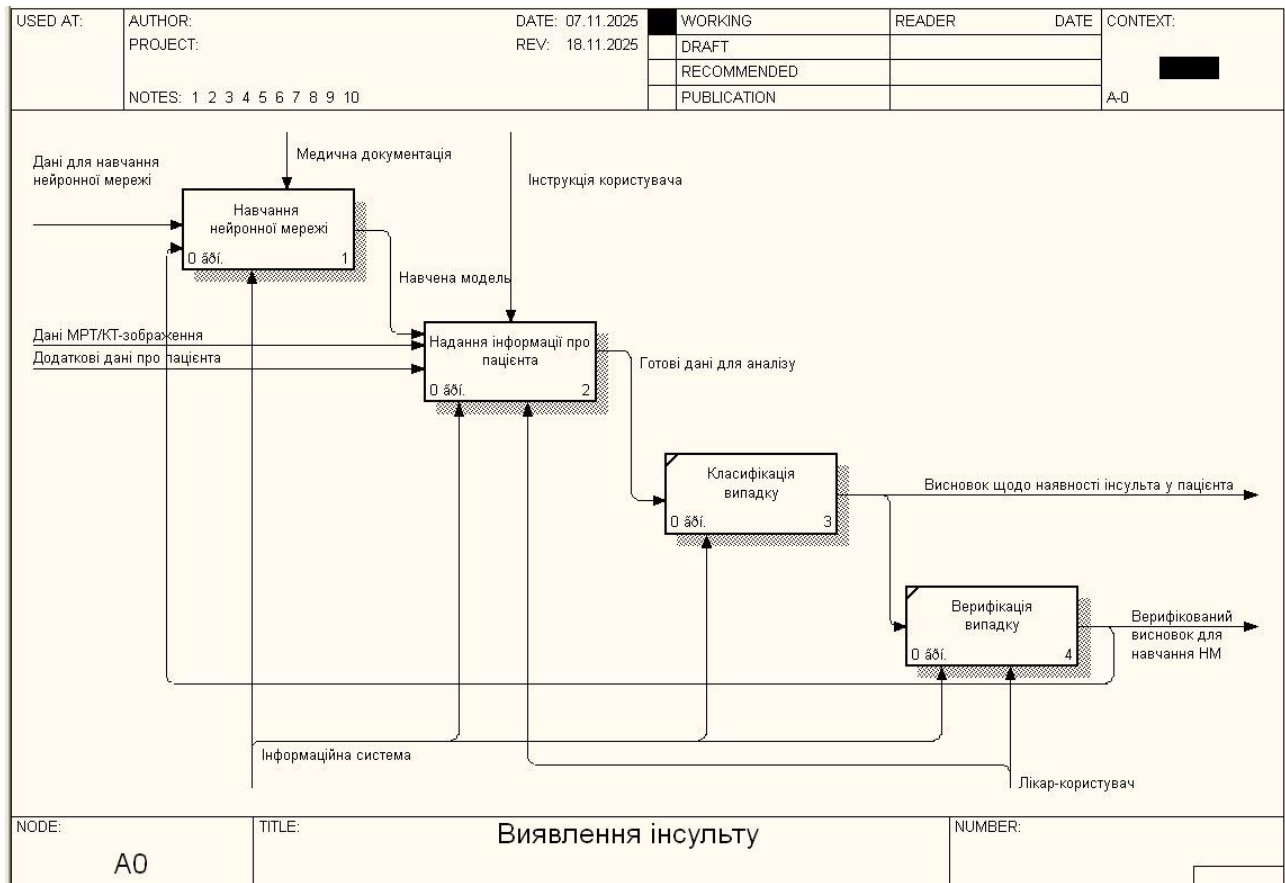 USED AT:
AUTHOR:
DATE: 07.11.2025
WORKING
READER
DATE
CONTEXT:
PROJECT:
REV: 18.11.2025
DRAFT
RECOMMENDED
NOTES: 1 2 3 4 5 6 7 8 9 10
PUBLICATION
A-0
Дані для навчання
нейронної мережі
Медична документація
Інструкція користувача
Навчання
нейронної мережі
0 ãðí.
1
Навчена модель
Дані МРТ/КТ-зображення
Додаткові дані про пацієнта
Надання інформації про
пацієнта
0 ãðí.
2
Готові дані для аналізу
Класифікація
випадку
0 ãðí.
3
Висновок щодо наявності інсульта у пацієнта
Верифікація
випадку
0 ãðí.
4
Верифікований
висновок для
навчання НМ
Інформаційна система
Лікар-користувач
NODE:
A0
TITLE:
Виявлення інсульту
NUMBER: